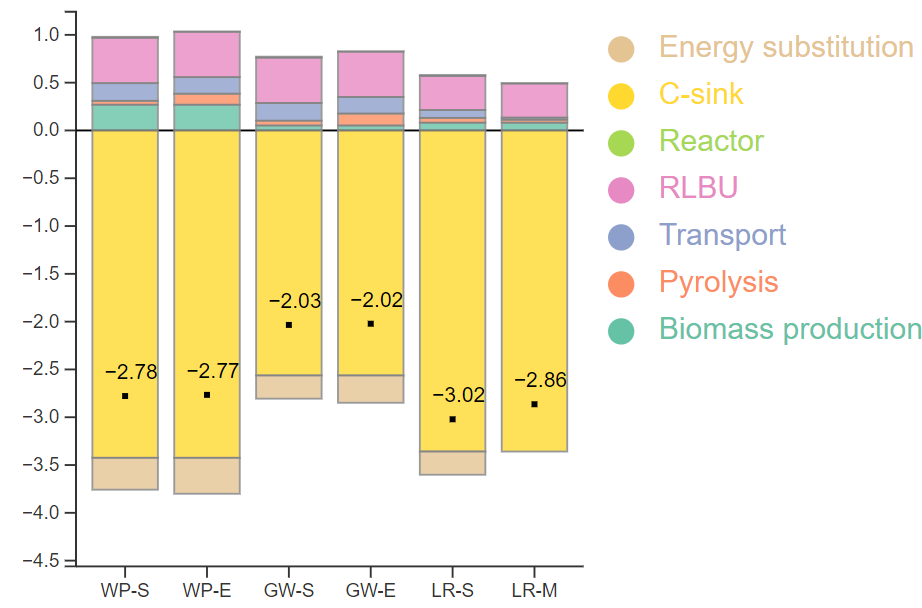 1.0
0.5
0.0
−0.5
−1.0
−1.5
−2.0
−2.5
−3.0
−3.5
−4.0
−4.5
−2.78
−2.77
−2.03
−2.02
−3.02
−2.86
WP-S WP-E GW-S GW-E LR-S LR-M
Energy substitution
C-sink
Reactor
RLBU
Transport
Pyrolysis
Biomass production